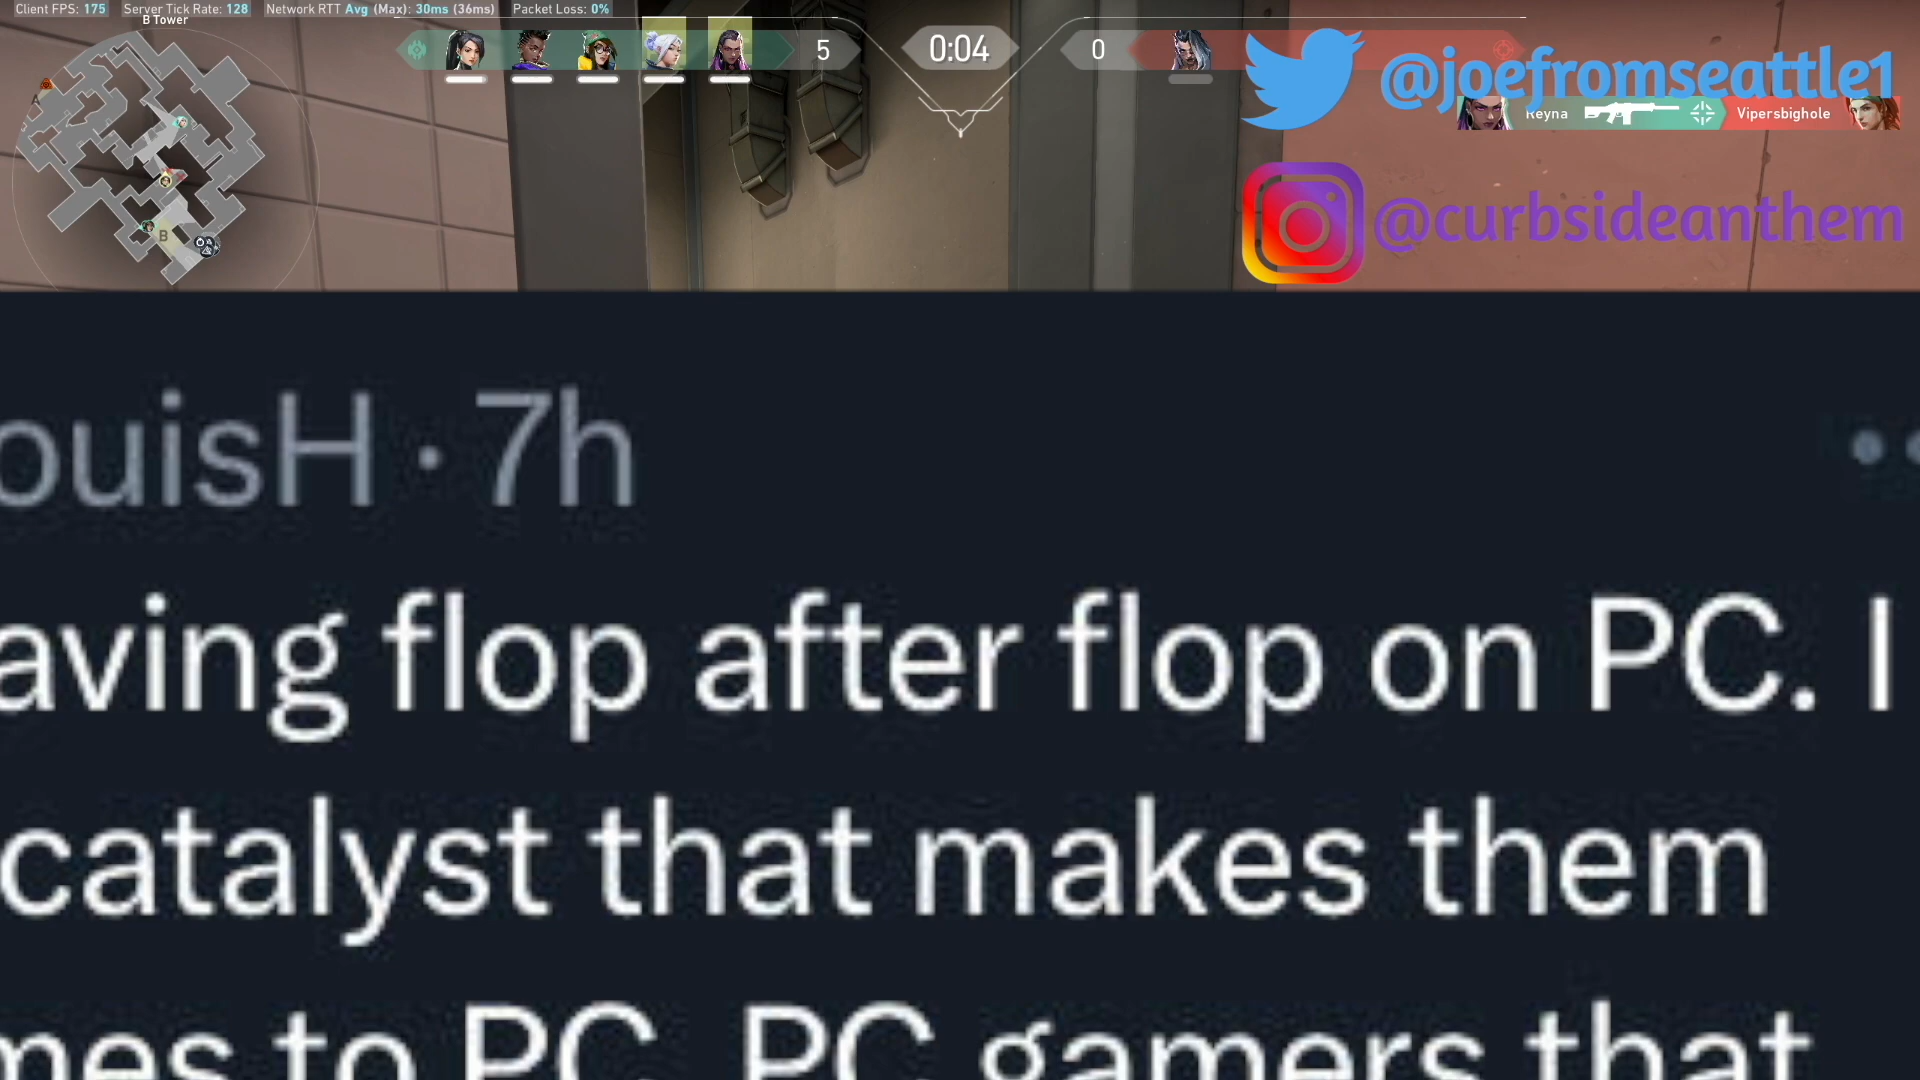 Client FPS: 175 Server Tick Rate: 128 Network RTT Avg (Max): 30ms (36ms) Packet Loss: 0%
B Tower
5 0:04 0
A
B
@joefromseattle1
Reyna Vipersbighole
@curbsideanthem
ouisH · 7h
aving flop after flop on PC. I
catalyst that makes them
mes to PC. PC gamers that